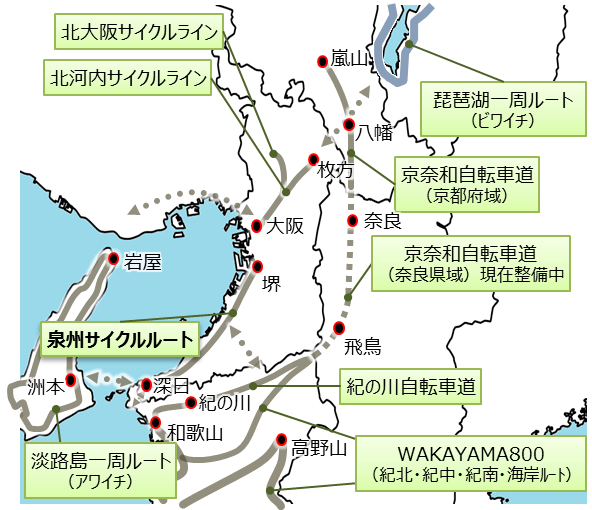 北大阪サイクルライン
嵐山
北河内サイクルライン
琵琶湖一周ルート
（ビワイチ）
八幡
枚方
京奈和自転車道
（京都府域）
奈良
大阪
京奈和自転車道
（奈良県域）現在整備中
岩屋
堺
泉州サイクルルート
飛鳥
洲本
深日
紀の川自転車道
紀の川
和歌山
高野山
淡路島一周ルート
（アワイチ）
WAKAYAMA800
（紀北・紀中・紀南・海岸ルート）